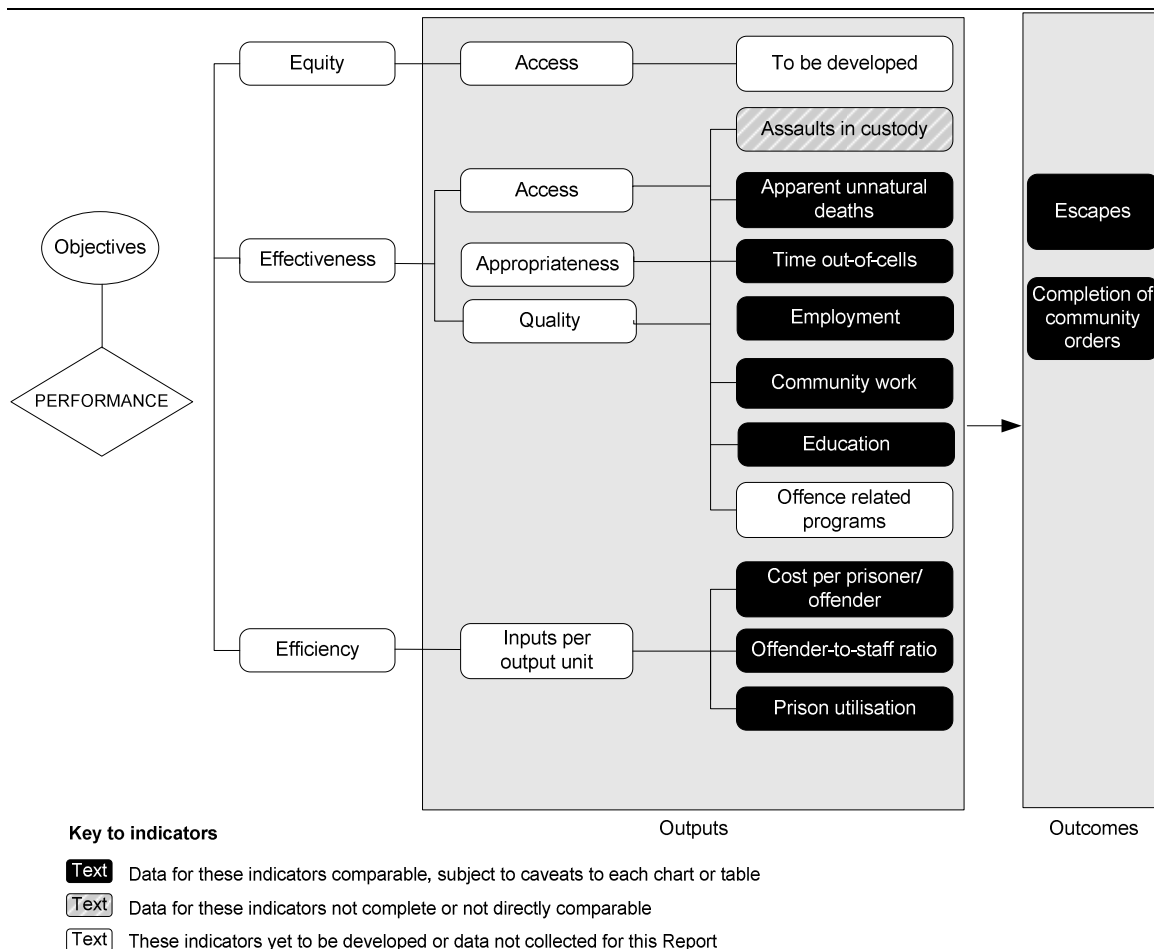 Equity
Access
To be developed
Assaults in custody
Access
Apparent unnatural
deaths
Escapes
Objectives
Effectiveness
Appropriateness
Time out-of-cells
Quality
Employment
Completion of
community
orders
PERFORMANCE
Community work
Education
Offence related
programs
Cost per prisoner/
offender
Efficiency
Inputs per
output unit
Offender-to-staff ratio
Prison utilisation
Outputs
Outcomes
Key to indicators
Text Data for these indicators comparable, subject to caveats to each chart or table
Text Data for these indicators not complete or not directly comparable
Text These indicators yet to be developed or data not collected for this Report